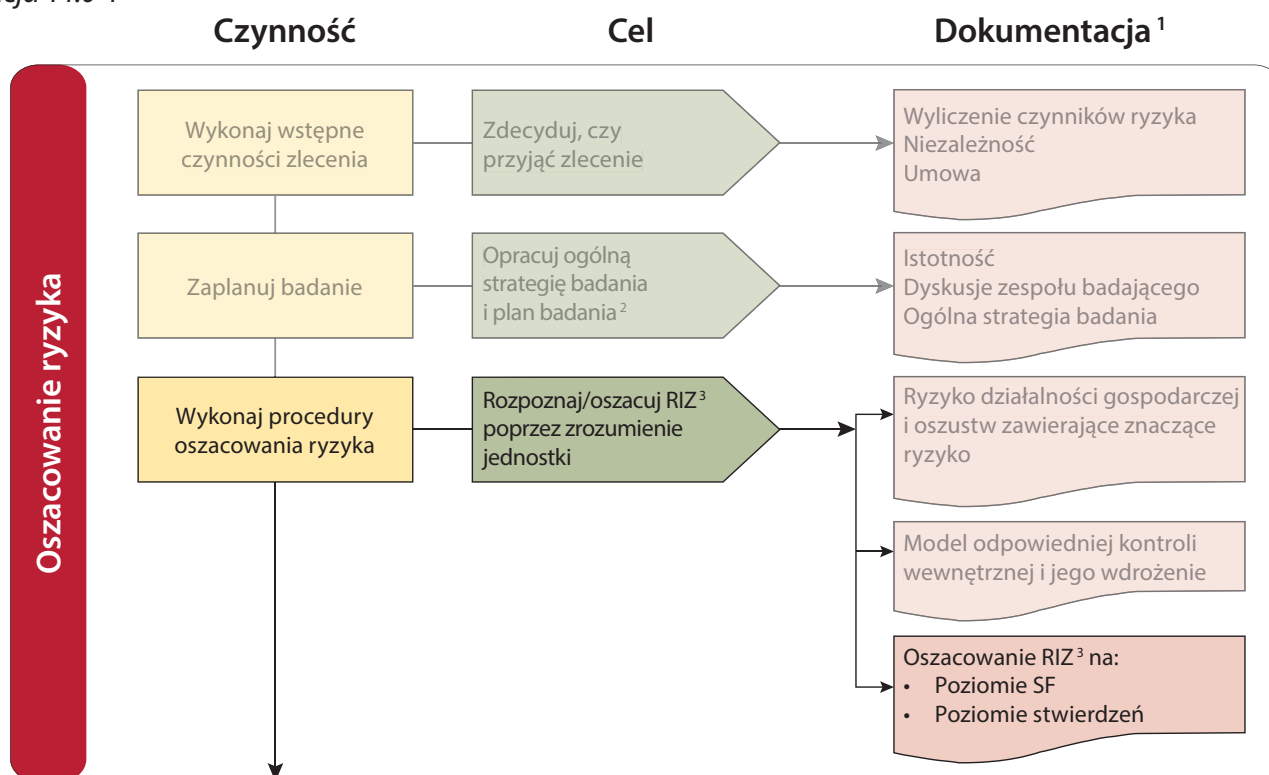 Czynność
Cel
Dokumentacja 1
Oszacowanie ryzyka
Wykonaj wstępne
czynności zlecenia
Zdecyduj, czy
przyjąć zlecenie
Wyliczenie czynników ryzyka
Niezależność
Umowa
Zaplanuj badanie
Opracuj ogólną
strategię badania
i plan badania 2
Istotność
Dyskusje zespołu badającego
Ogólna strategia badania
Wykonaj procedury
oszacowania ryzyka
Rozpoznaj/oszacuj RIZ 3
poprzez zrozumienie
jednostki
Ryzyko działalności gospodarczej
i oszustw zawierające znaczące
ryzyko
Model odpowiedniej kontroli
wewnętrznej i jego wdrożenie
Oszacowanie RIZ 3 na:
• Poziomie SF
• Poziomie stwierdzeń